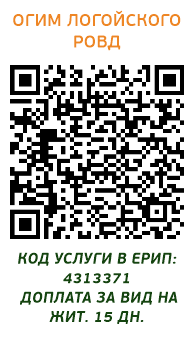 ОГИМ ЛОГОЙСКОГО
РОВД
КОД УСЛУГИ В ЕРИП:
4313371
ДОПЛАТА ЗА ВИД НА
ЖИТ. 15 ДН.